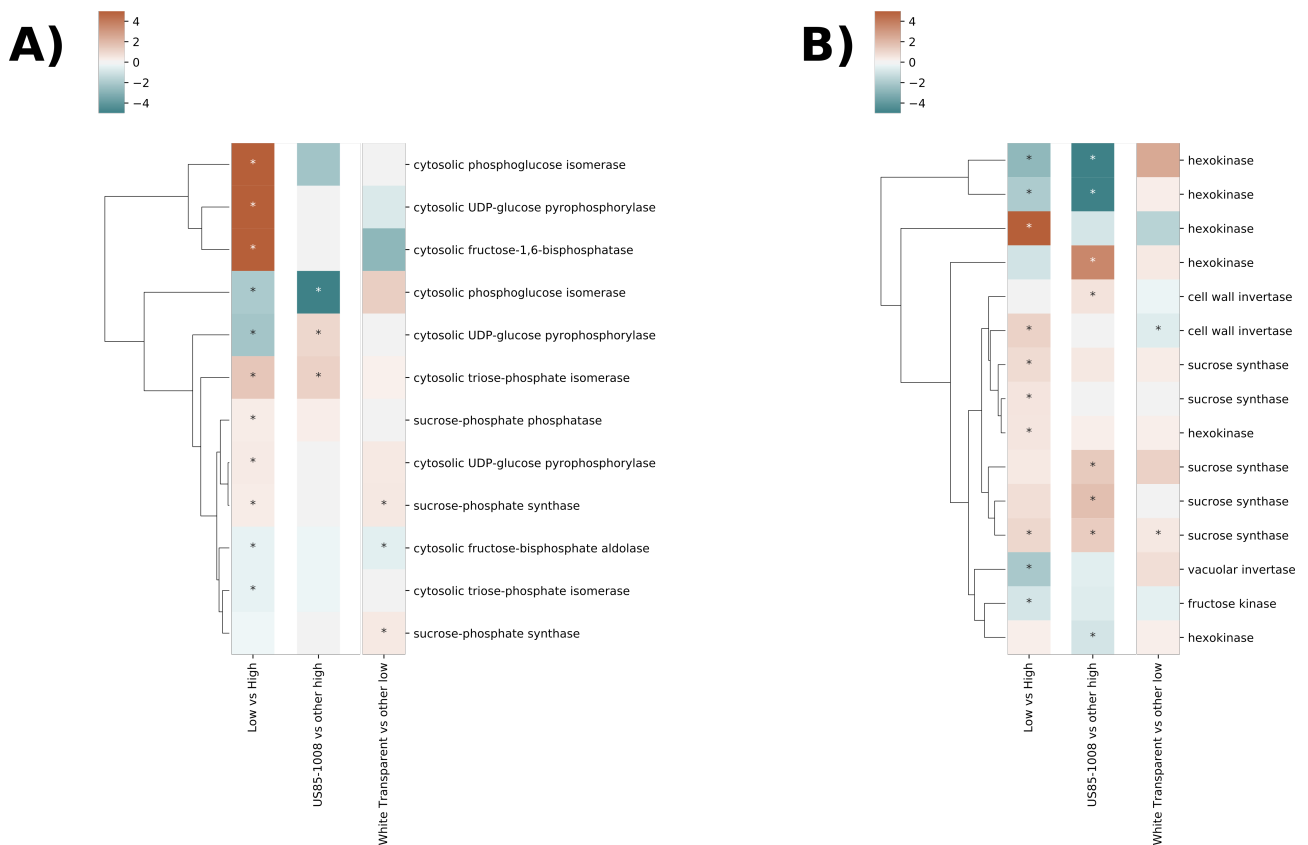 A)
4
2
0
−2
−4
cytosolic phosphoglucose isomerase
*
cytosolic UDP-glucose pyrophosphorylase
*
cytosolic fructose-1,6-bisphosphatase
*
cytosolic phosphoglucose isomerase
* *
cytosolic UDP-glucose pyrophosphorylase
* *
cytosolic triose-phosphate isomerase
* *
sucrose-phosphate phosphatase
*
cytosolic UDP-glucose pyrophosphorylase
*
sucrose-phosphate synthase
* *
cytosolic fructose-bisphosphate aldolase
* *
cytosolic triose-phosphate isomerase
*
sucrose-phosphate synthase
*
Low vs High
US85-1008 vs other high
White Transparent vs other low
B)
4
2
0
−2
−4
hexokinase
* *
hexokinase
* *
hexokinase
*
hexokinase
*
cell wall invertase
*
cell wall invertase
* *
sucrose synthase
*
sucrose synthase
*
hexokinase
*
sucrose synthase
*
sucrose synthase
*
sucrose synthase
* * *
vacuolar invertase
*
fructose kinase
*
hexokinase
*
Low vs High
US85-1008 vs other high
White Transparent vs other low